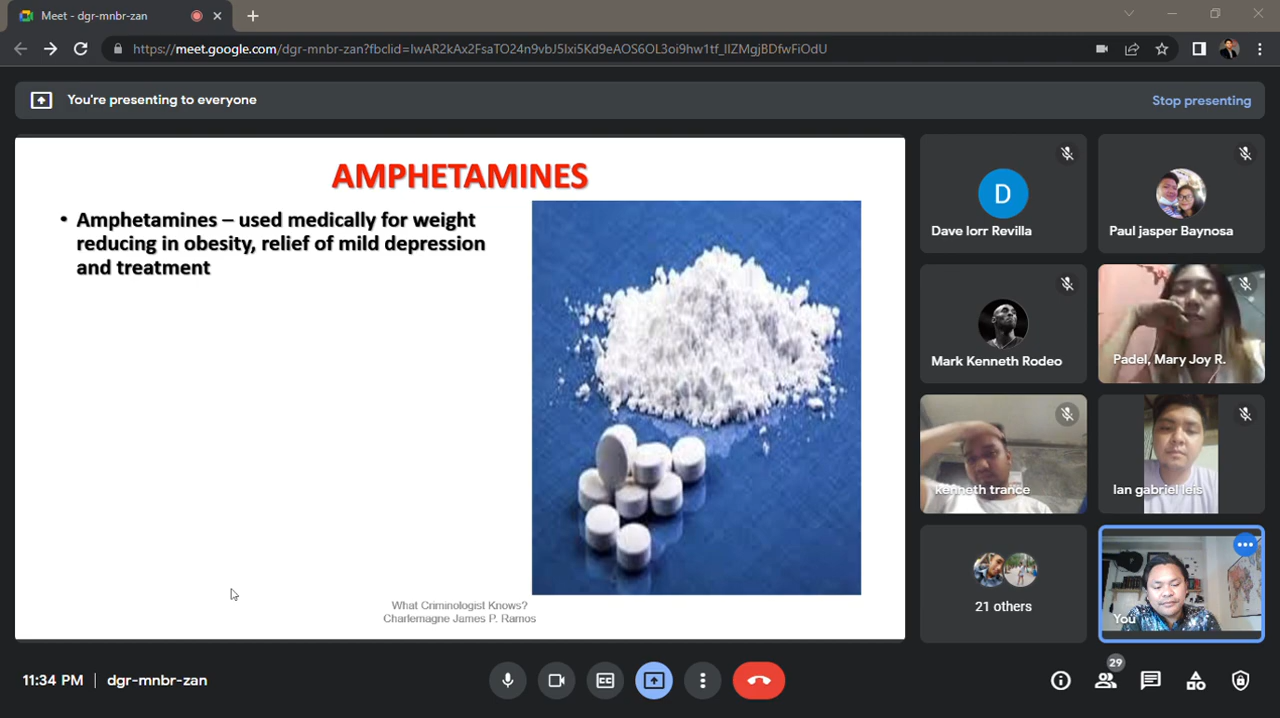 Meet - dgr-mnbr-zan
https://meet.google.com/dgr-mnbr-zan?fbclid=IwAR2kAx2FsaTO24n9vbJ5lxi5Kd9eAOS6OL3oi9hw1tf_lIZMgjBDfwFiOdU
You're presenting to everyone
Stop presenting
AMPHETAMINES
• Amphetamines – used medically for weight
reducing in obesity, relief of mild depression
and treatment
What Criminologist Knows?
Charlemagne James P. Ramos
D
Dave lorr Revilla
Paul jasper Baynosa
Mark Kenneth Rodeo
Padel, Mary Joy R.
kenneth trance
Ian gabriel leis
21 others
You
11:34 PM | dgr-mnbr-zan
29